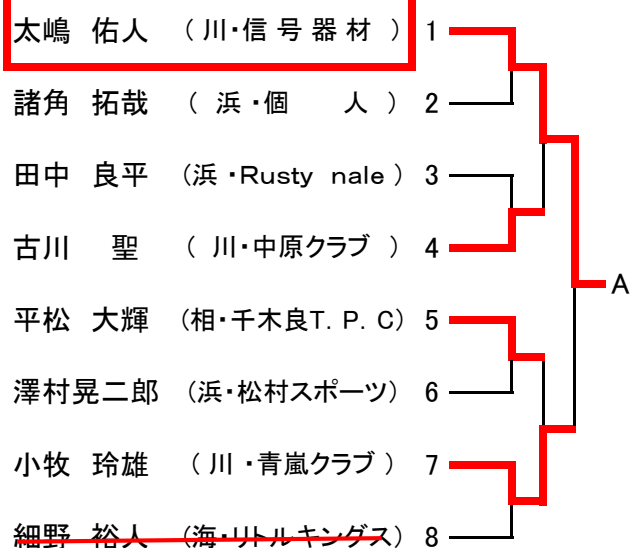 太嶋 佑人 (川・信号器材) 1
諸角 拓哉 (浜・個 人) 2
田中 良平 (浜・Rusty nale) 3
古川 聖 (川・中原クラブ) 4
A
平松 大輝 (相・千木良T.P.C) 5
澤村晃二郎 (浜・松村スポーツ) 6
小牧 玲雄 (川・青嵐クラブ) 7
細野 裕人 (海・リトルキングス) 8